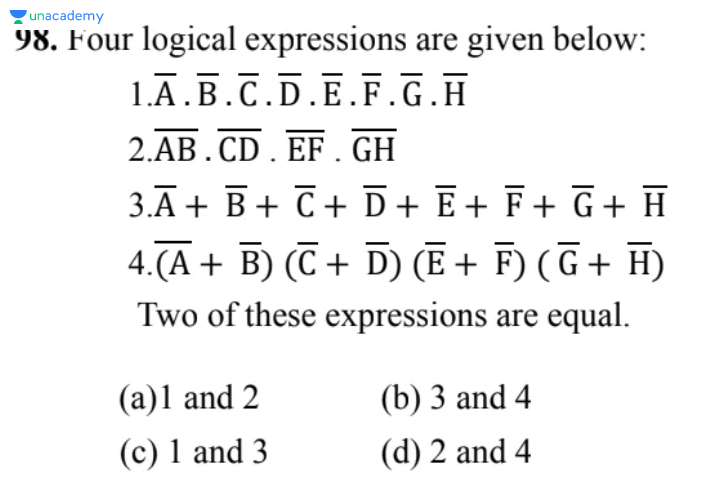 unacademy
98. Four logical expressions are given below:
1.A̅ . B̅ . C̅ . D̅ . E̅ . F̅ . G̅ . H̅
2.A̅B̅ . C̅D̅ . E̅F̅ . G̅H̅
3.A̅ + B̅ + C̅ + D̅ + E̅ + F̅ + G̅ + H̅
4.(̅A̅ + B̅) (C̅ + D̅) (E̅ + F̅) (G̅ + H̅)
Two of these expressions are equal.
(a)1 and 2 (b) 3 and 4
(c) 1 and 3 (d) 2 and 4